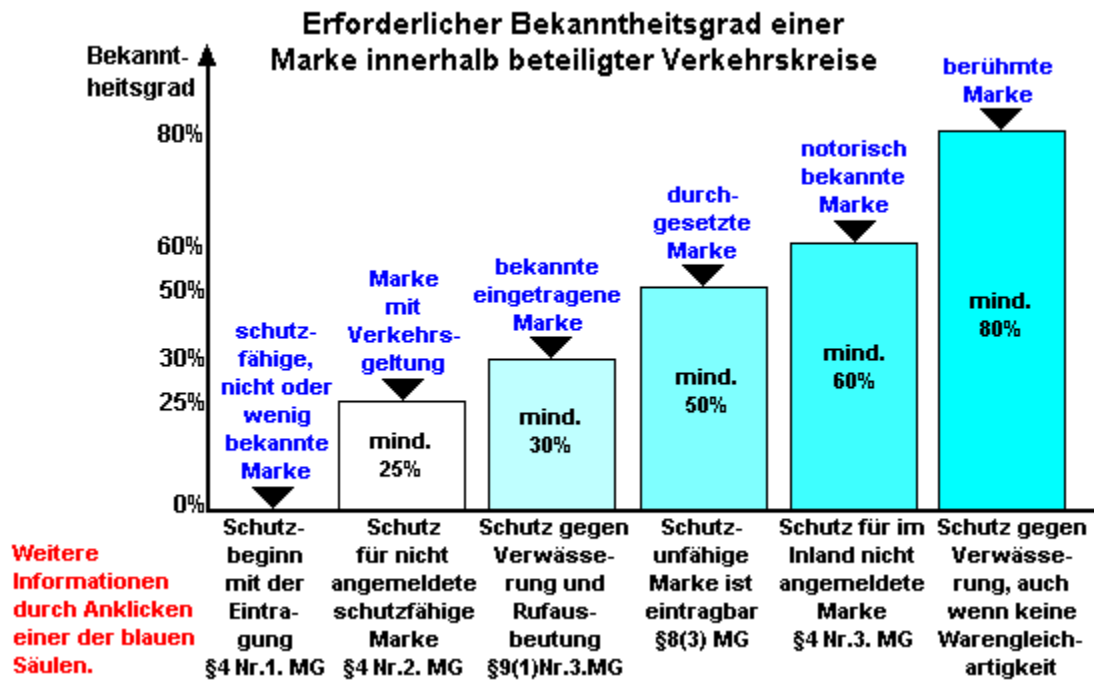 Erforderlicher Bekanntheitsgrad einer
Marke innerhalb beteiligter Verkehrskreise
Bekannt-
heitsgrad
80%
60%
50%
30%
25%
0%
schutz-
fähige,
nicht oder
wenig
bekannte
Marke
Marke
mit
Verkehrs-
geltung
bekannte
eingetragene
Marke
durch-
gesetzte
Marke
notorisch
bekannte
Marke
berühmte
Marke
mind.
25%
mind.
30%
mind.
50%
mind.
60%
mind.
80%
Schutz-
beginn
mit der
Eintra-
gung
§4 Nr.1. MG
Schutz
für nicht
angemeldete
schutzfähige
Marke
§4 Nr.2. MG
Schutz gegen
Verwässe-
rung und
Rufaus-
beutung
§9(1)Nr.3.MG
Schutz-
unfähige
Marke ist
eintragbar
§8(3) MG
Schutz für im
Inland nicht
angemeldete
Marke
§4 Nr.3. MG
Schutz gegen
Verwässe-
rung, auch
wenn keine
Warengleich-
artigkeit
Weitere
Informationen
durch Anklicken
einer der blauen
Säulen.